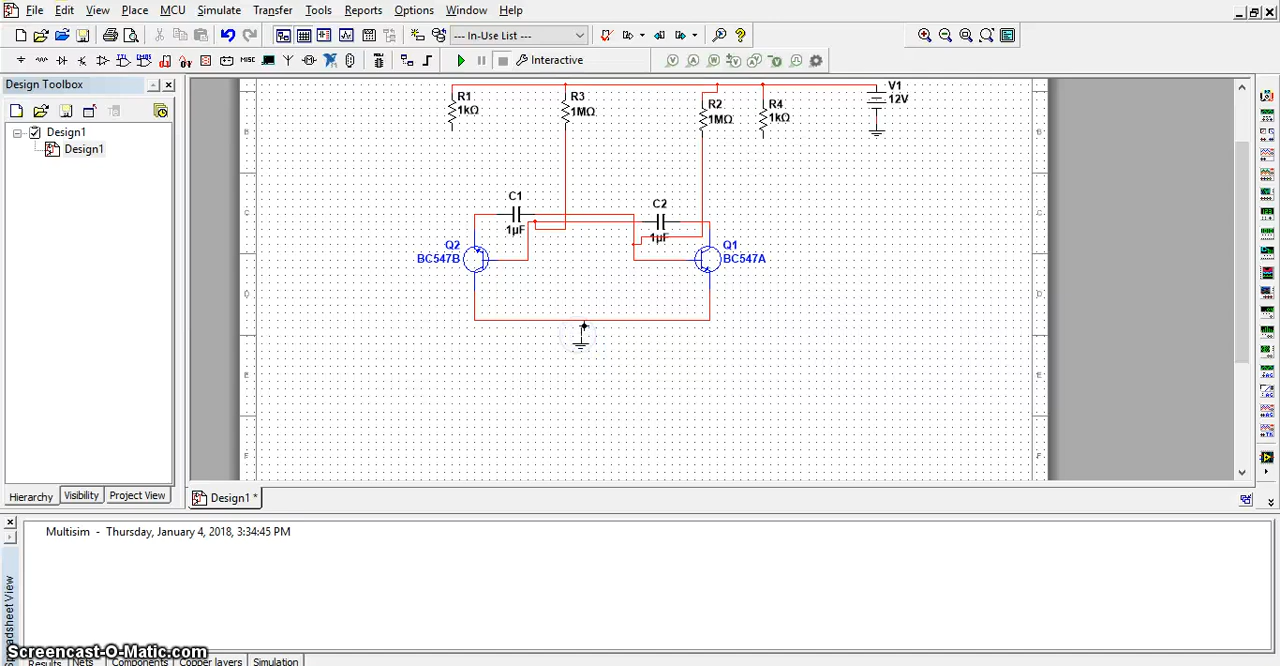 File Edit View Place MCU Simulate Transfer Tools Reports Options Window Help
--- In-Use List ---
MISC
Interactive
Design Toolbox
Design1
Design1
R1
1kΩ
R3
1MΩ
R2
1MΩ
R4
1kΩ
V1
12V
C1
1µF
C2
1µF
Q2
BC547B
Q1
BC547A
B
C
D
E
F
B
C
D
E
F
Hierarchy Visibility Project View
Design1 *
Multisim - Thursday, January 4, 2018, 3:34:45 PM
Spreadsheet View
Results Nets Components Copper layers Simulation
Screencast-O-Matic.com